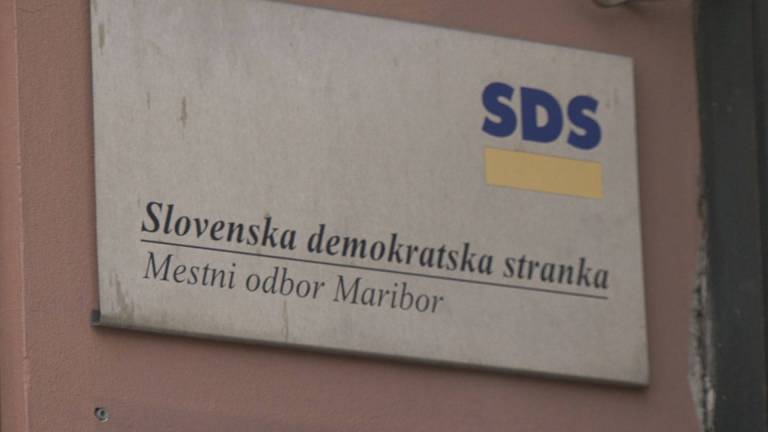 SDS
Slovenska demokratska stranka
Mestni odbor Maribor